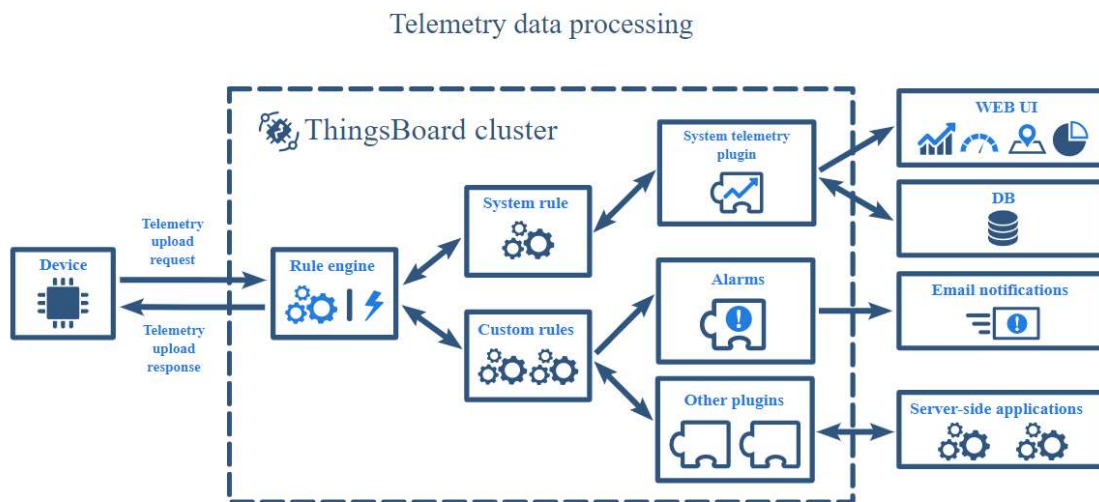 Telemetry data processing
ThingsBoard cluster
Telemetry
upload
request
Device
Telemetry
upload
response
Rule engine
System rule
Custom rules
System telemetry
plugin
Alarms
Other plugins
WEB UI
DB
Email notifications
Server-side applications